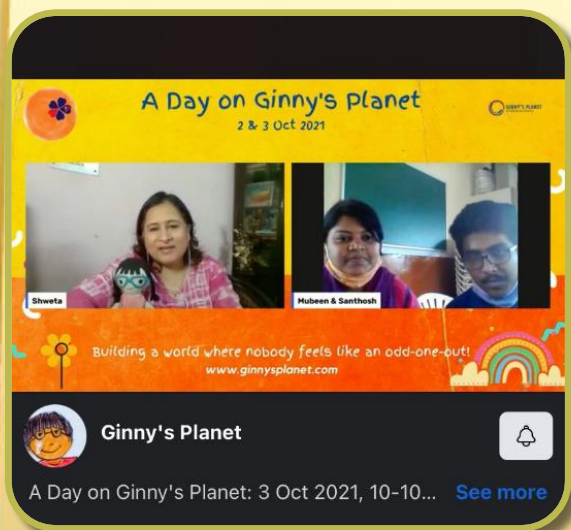 A Day on Ginny's Planet
2 & 3 Oct 2021
GINNY'S PLANET
Shweta
Mubeen & Santhosh
Building a world where nobody feels like an odd-one-out!
www.ginnysplanet.com
Ginny's Planet
A Day on Ginny's Planet: 3 Oct 2021, 10-10... See more